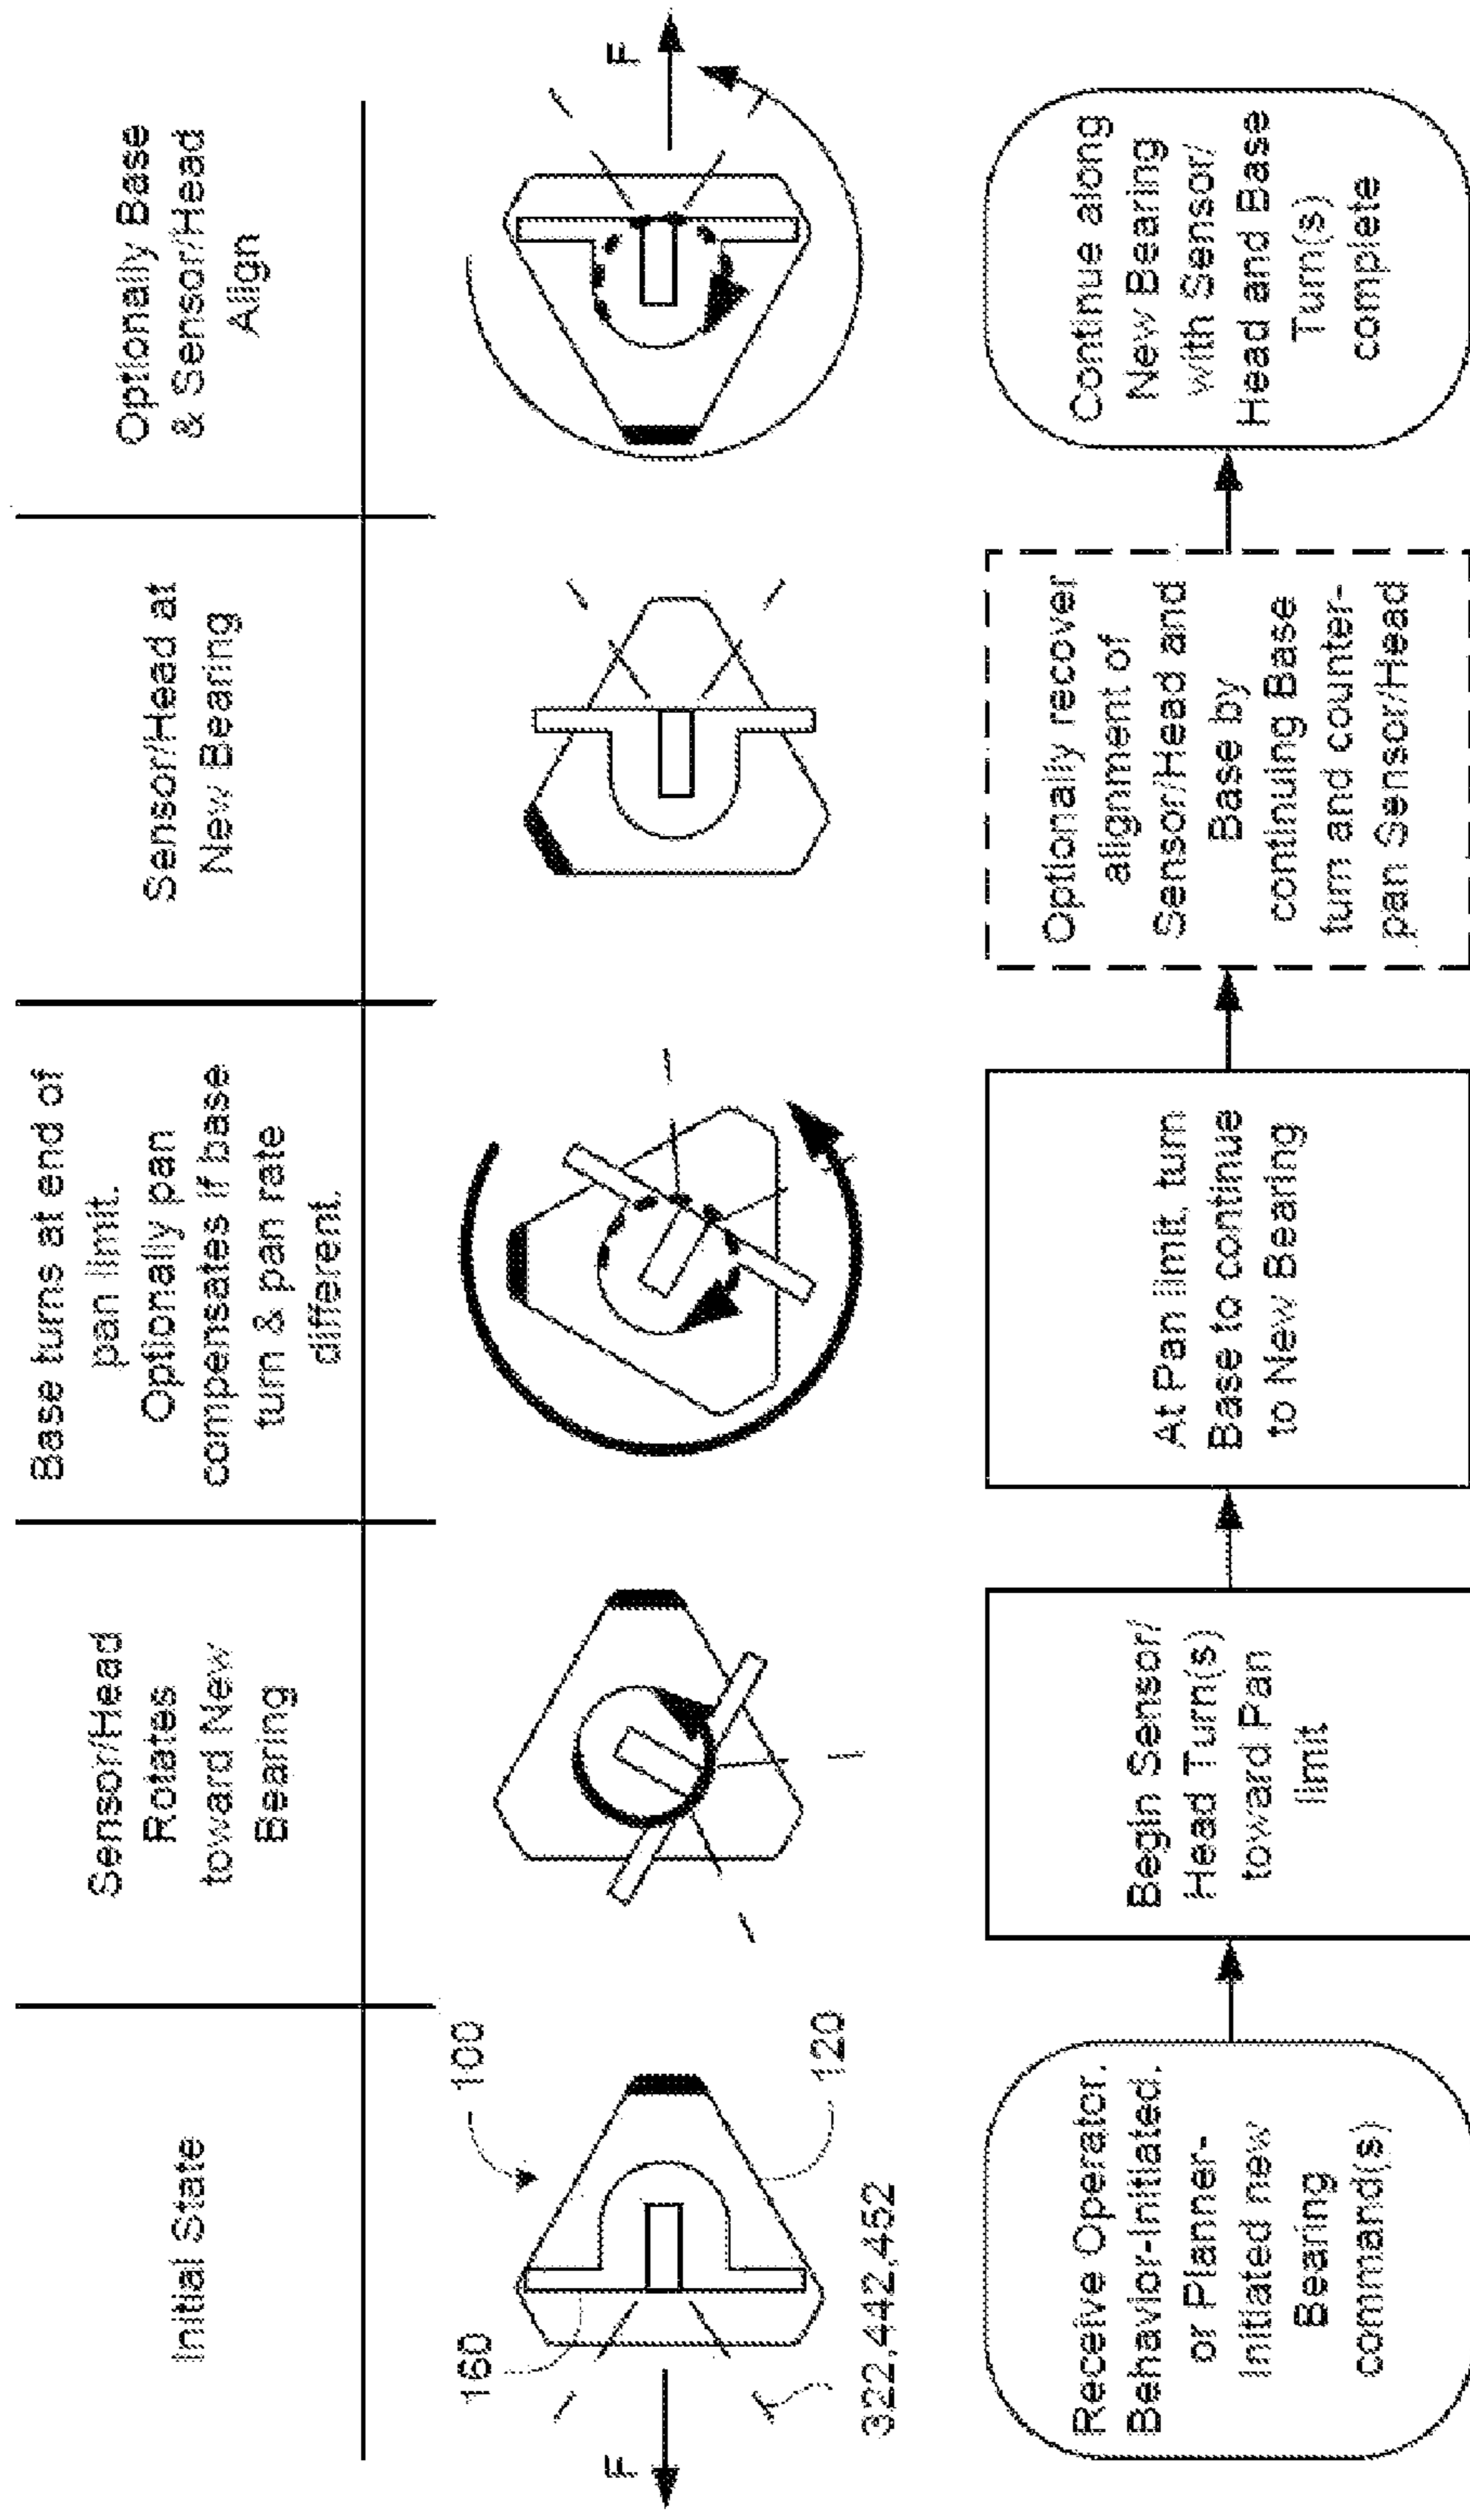 Initial State
Sensor/Head
Rotates
toward New
Bearing
Base turns at end of
pan limit.
Optionally pan
compensates if base
turn & pan rate
different.
Sensor/Head at
New Bearing
Optionally Base
& Sensor/Head
Align
F
160
100
120
322,442,452
F
Receive Operator.
Behavior-Initiated.
or Planner-
Initiated new
Bearing
command(s)
Begin Sensor/
Head Turn(s)
toward Pan
limit
At Pan limit, turn
Base to continue
to New Bearing
Optionally recover
alignment of
Sensor/Head and
Base by
continuing Base
turn and counter-
pan Sensor/Head
Continue along
New Bearing
with Sensor/
Head and Base
Turn(s)
complete